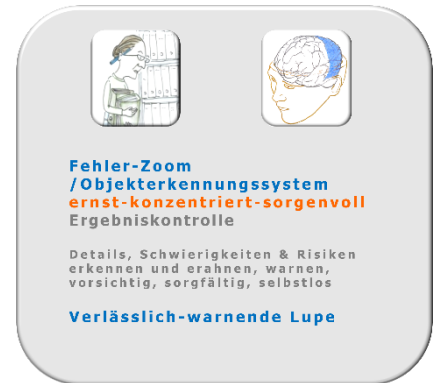 Fehler-Zoom
/Objekterkennungssystem
ernst-konzentriert-sorgenvoll
Ergebniskontrolle
Details, Schwierigkeiten & Risiken
erkennen und erahnen, warnen,
vorsichtig, sorgfältig, selbstlos
Verlässlich-warnende Lupe